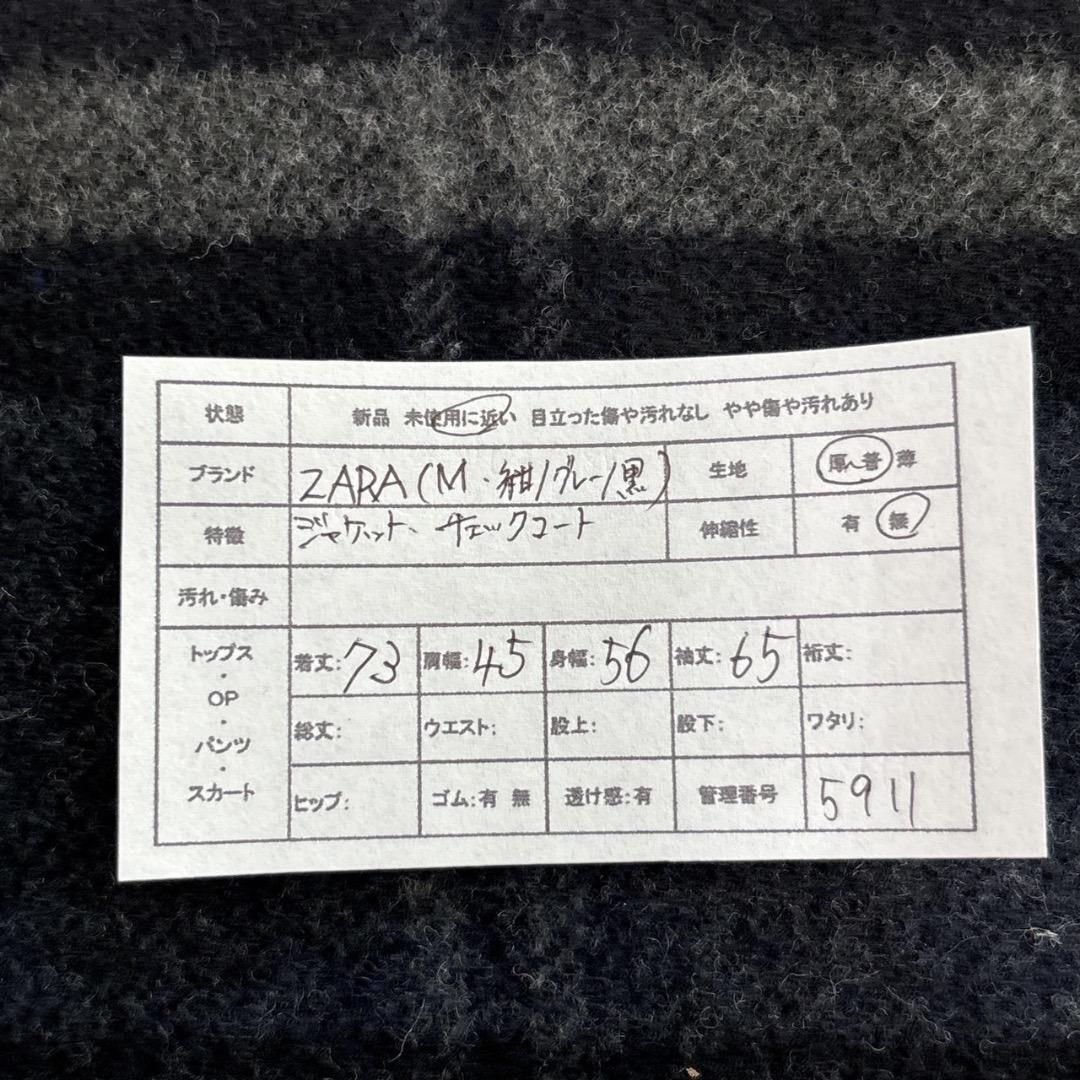 状態 新品 未使用に近い 目立った傷や汚れなし やや傷や汚れあり
ブランド ZARA(M・紺/グレー/黒) 生地 厚〜普 薄
特徴 ジャケット、チェックコート 伸縮性 有 無
汚れ・傷み
トップス・OP・パンツ・スカート
着丈:73 肩幅:45 身幅:56 袖丈:65 裄丈:
総丈: ウエスト: 股上: 股下: ワタリ:
ヒップ: ゴム:有 無 透け感:有 管理番号 5911